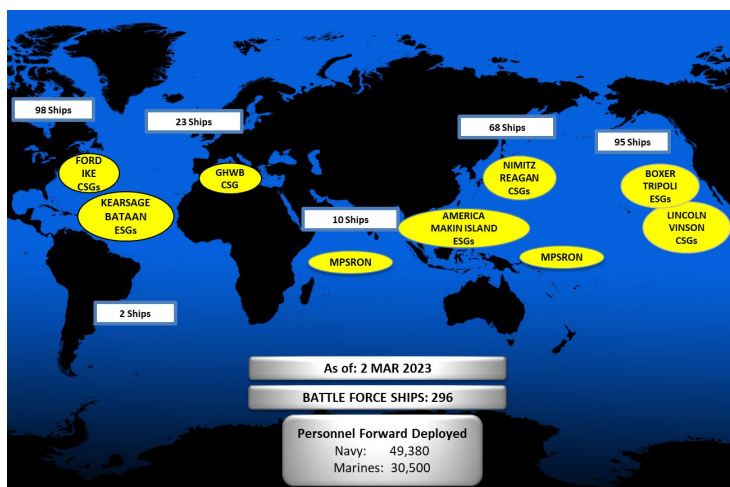 98 Ships
23 Ships
68 Ships
95 Ships
FORD
IKE
CSGs
GHWB
CSG
NIMITZ
REAGAN
CSGs
BOXER
TRIPOLI
ESGs
KEARSAGE
BATAAN
ESGs
10 Ships
AMERICA
MAKIN ISLAND
ESGs
LINCOLN
VINSON
CSGs
MPSRON
MPSRON
2 Ships
As of: 2 MAR 2023
BATTLE FORCE SHIPS: 296
Personnel Forward Deployed
Navy: 49,380
Marines: 30,500